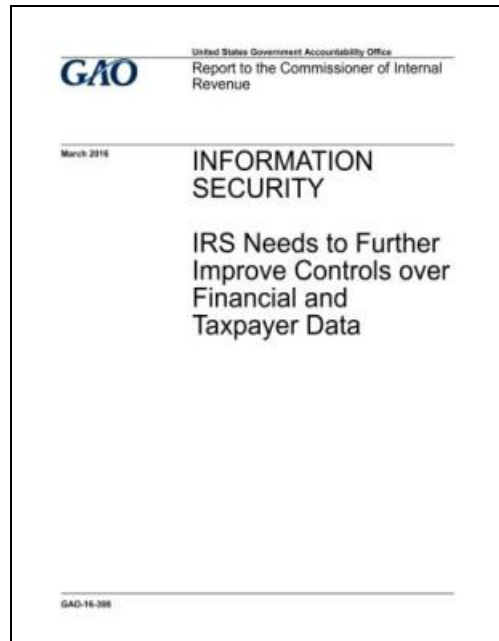 GAO
United States Government Accountability Office
Report to the Commissioner of Internal
Revenue
March 2016
INFORMATION
SECURITY
IRS Needs to Further
Improve Controls over
Financial and
Taxpayer Data
GAO-16-398